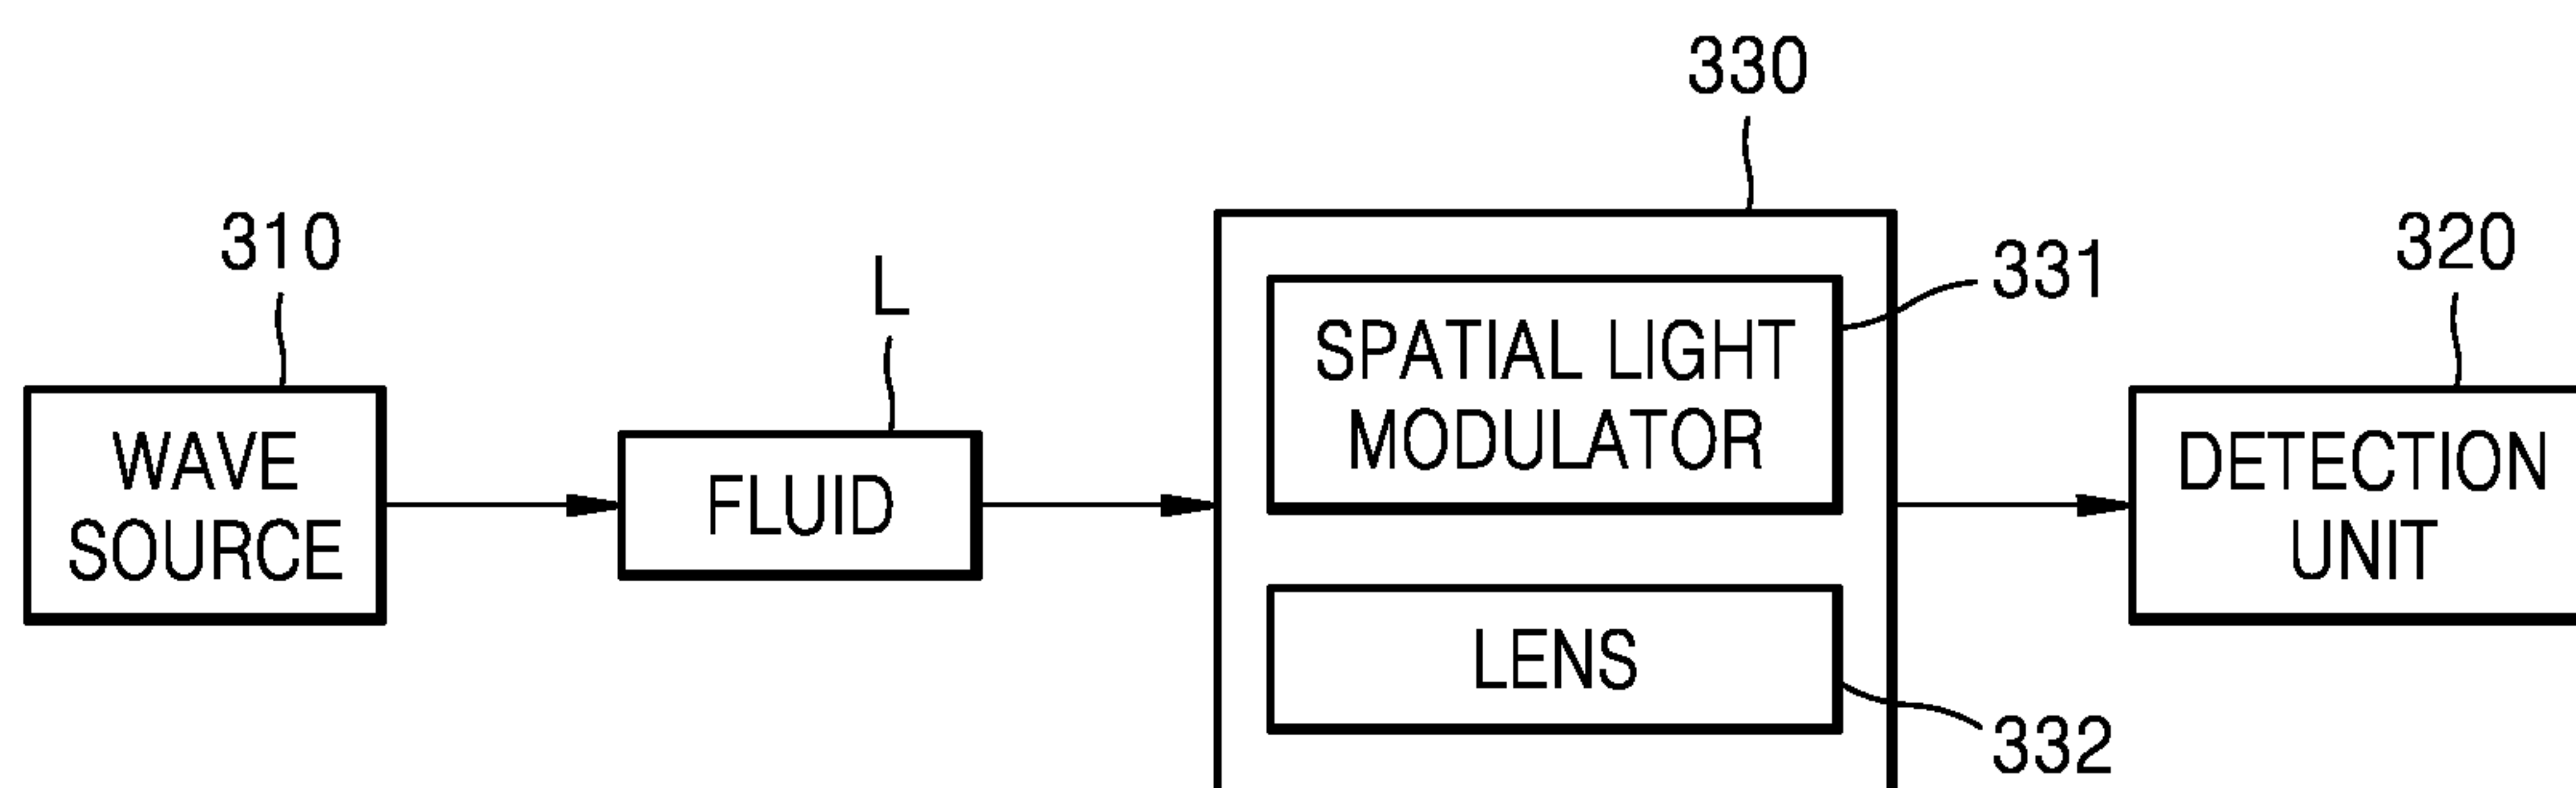 330
310
320
L
331
SPATIAL LIGHT
MODULATOR
WAVE
SOURCE
FLUID
DETECTION
UNIT
LENS
332